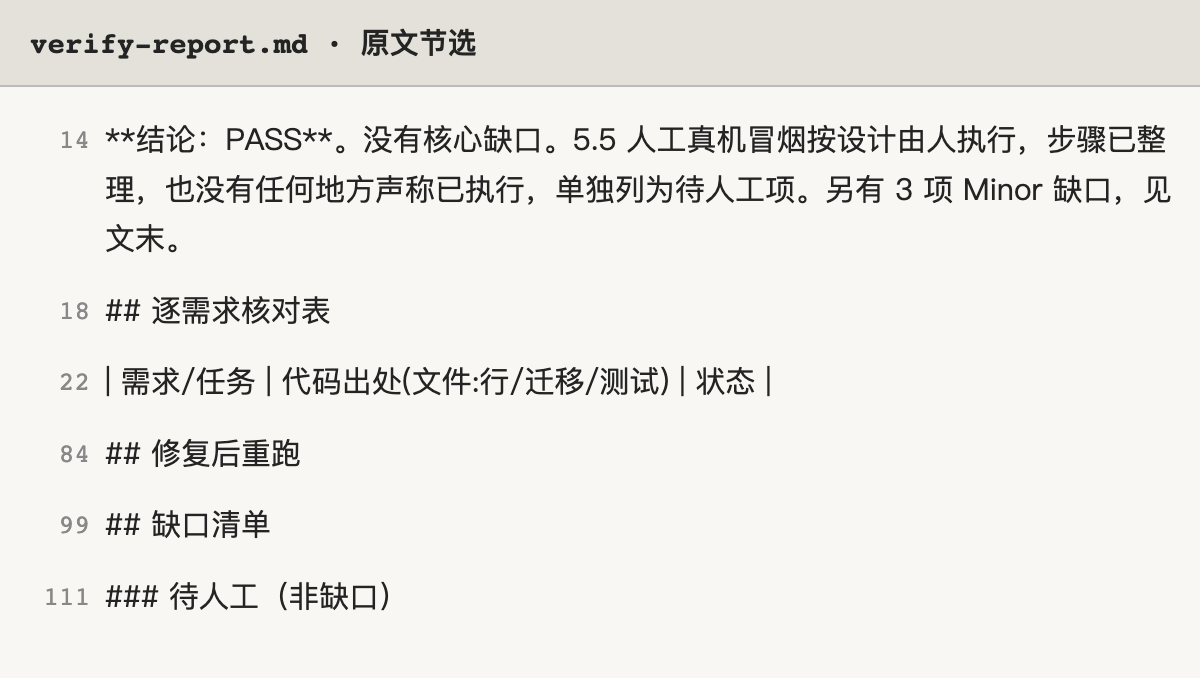 verify-report.md · 原文节选
14 **结论：PASS**。没有核心缺口。5.5 人工真机冒烟按设计由人执行，步骤已整
理，也没有任何地方声称已执行，单独列为待人工项。另有 3 项 Minor 缺口，见
文末。
18 ## 逐需求核对表
22 | 需求/任务 | 代码出处(文件:行/迁移/测试) | 状态 |
84 ## 修复后重跑
99 ## 缺口清单
111 ### 待人工（非缺口）